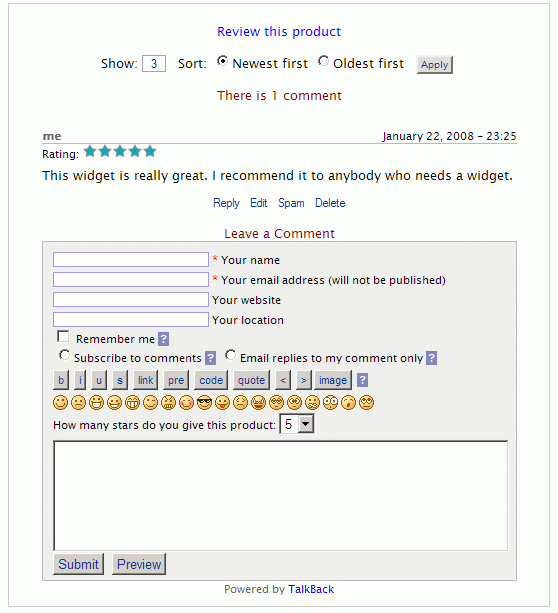 Review this product
Show: 3 Sort: Newest first Oldest first Apply
There is 1 comment
me January 22, 2008 – 23:25
Rating:
This widget is really great. I recommend it to anybody who needs a widget.
Reply Edit Spam Delete
Leave a Comment
* Your name
* Your email address (will not be published)
Your website
Your location
Remember me ?
Subscribe to comments ? Email replies to my comment only ?
b i u s link pre code quote < > image ?
How many stars do you give this product: 5
Submit Preview
Powered by TalkBack